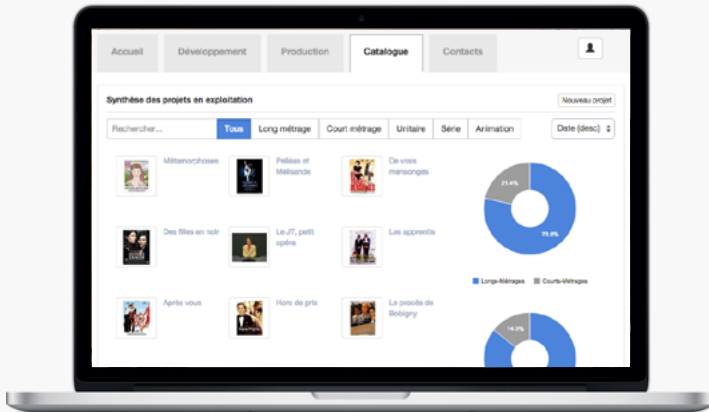 Accueil
Développement
Production
Catalogue
Contacts
Synthèse des projets en exploitation
Nouveau projet
Rechercher...
Tous
Long métrage
Court métrage
Unitaire
Série
Animation
Date (desc)
Métamorphoses
Pelléas et
Mélisande
De vrais
mensonges
Des filles en noir
Le JT, petit
opéra
Les apprentis
Après vous
Hors de prix
Le procès de
Bobigny
21.4%
78.6%
Longs-Métrages
Courts-Métrages
14.3%